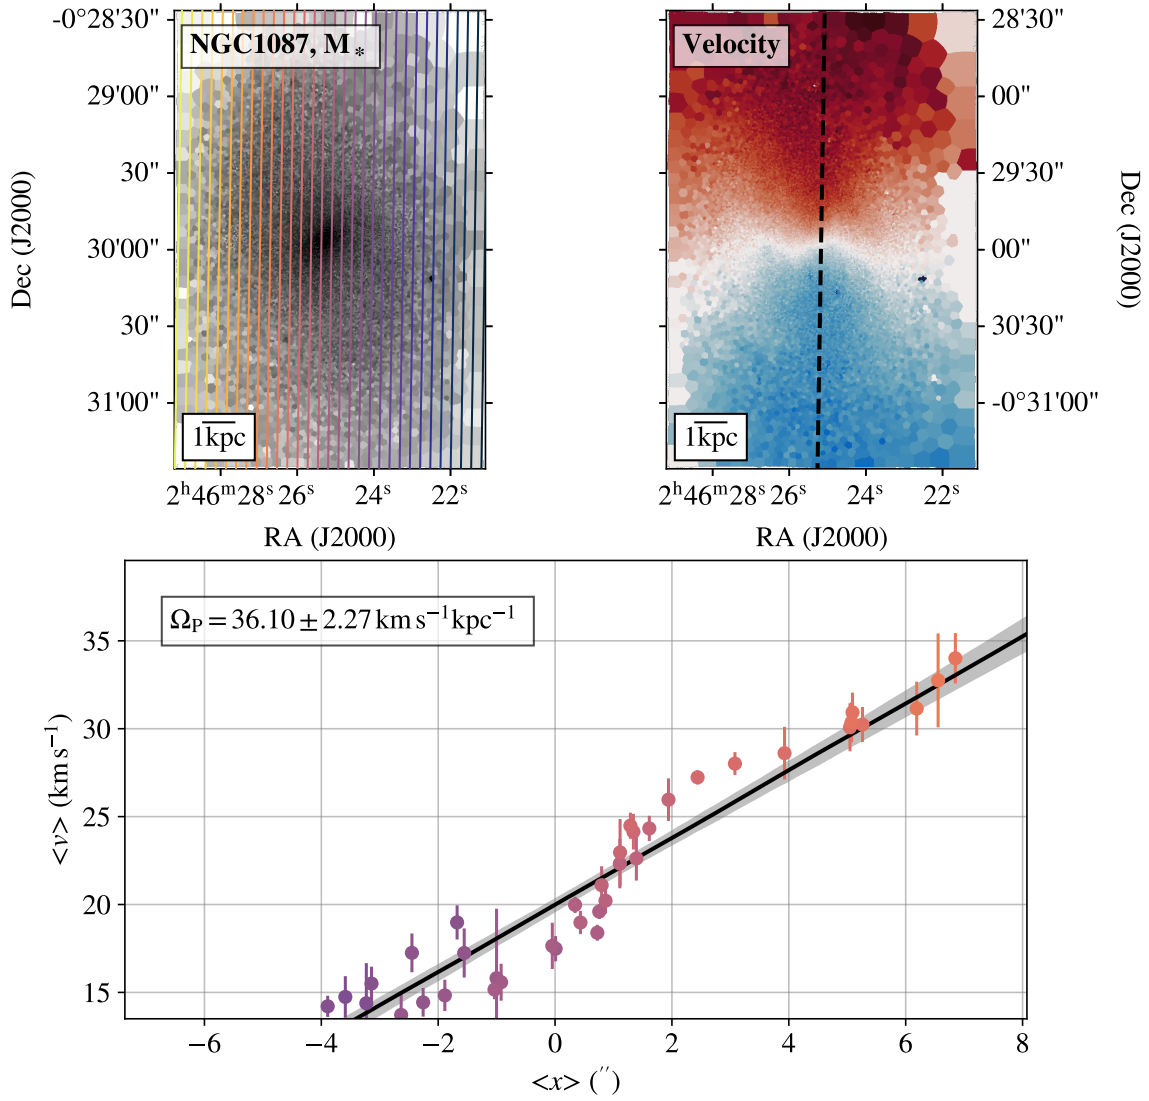 NGC1087, M*
Velocity
-0°28'30"
29'00"
30"
30'00"
30"
31'00"
Dec (J2000)
1kpc
2ʰ46ᵐ28ˢ 26ˢ 24ˢ 22ˢ
RA (J2000)
28'30"
00"
29'30"
00"
30'30"
-0°31'00"
Dec (J2000)
1kpc
2ʰ46ᵐ28ˢ 26ˢ 24ˢ 22ˢ
RA (J2000)
Ω_P = 36.10 ± 2.27 km s⁻¹kpc⁻¹
35
30
25
20
15
<v> (km s⁻¹)
−6 −4 −2 0 2 4 6 8
<x> (′′)